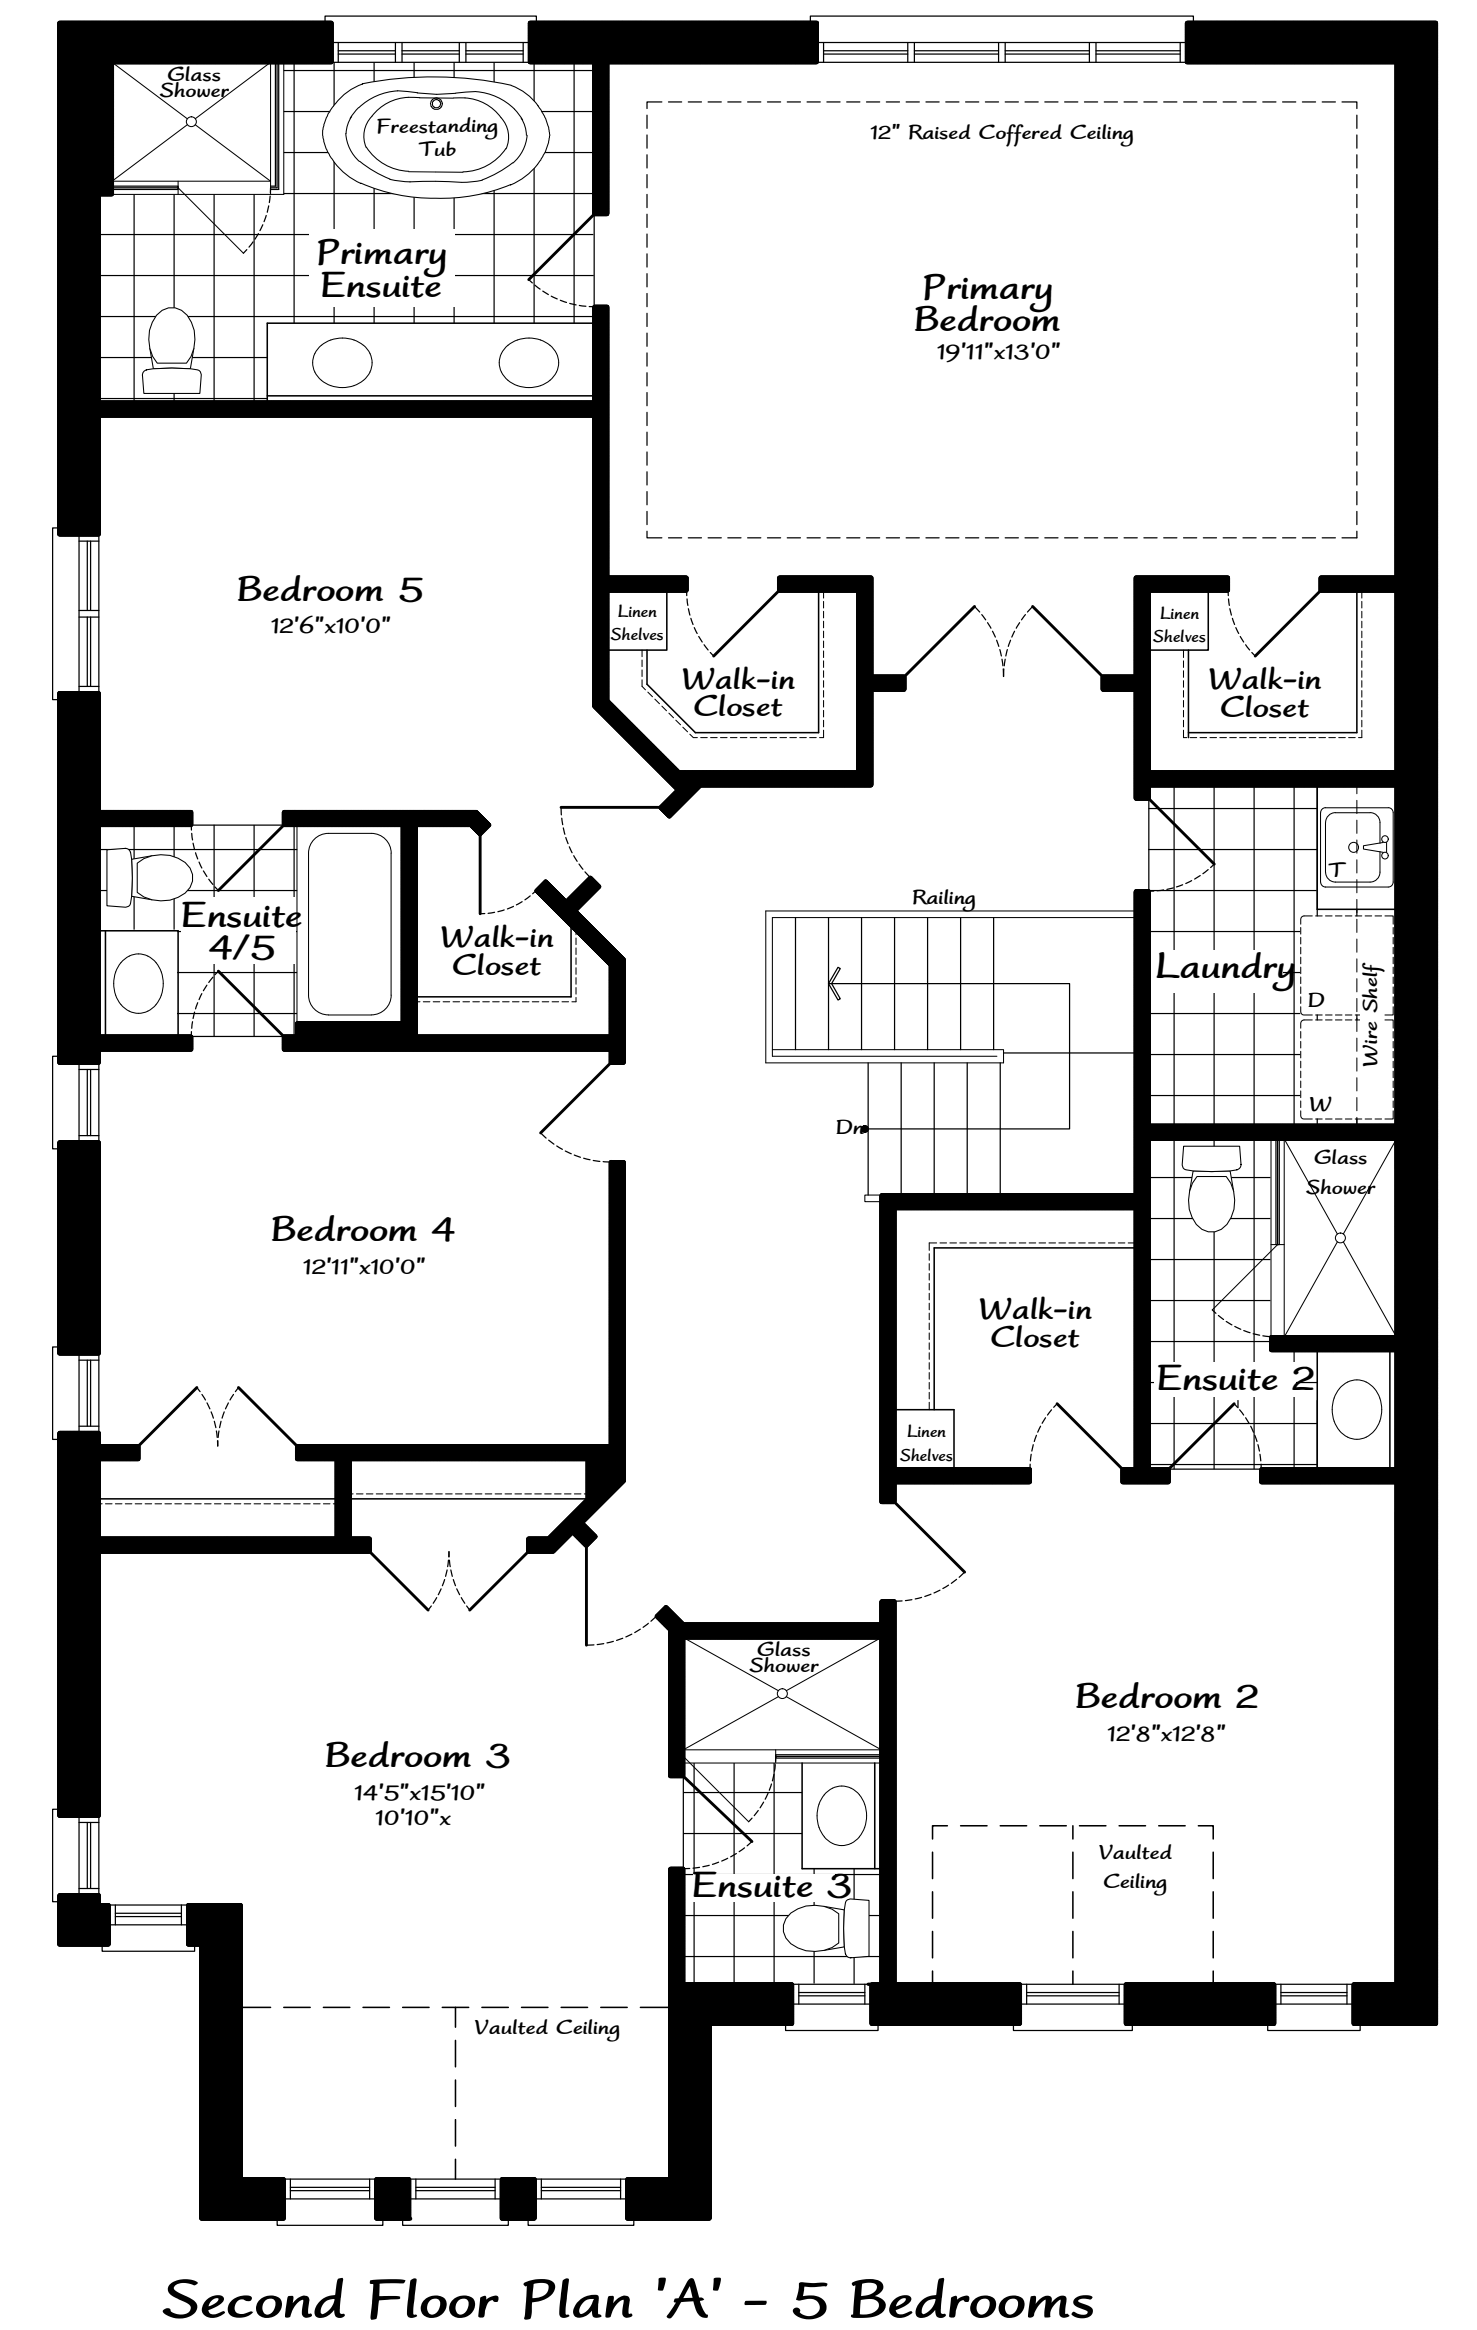 Glass
Shower
Freestanding
Tub
12" Raised Coffered Ceiling
Primary
Ensuite
Primary
Bedroom
19'11"x13'0"
Bedroom 5
12'6"x10'0"
Linen
Shelves
Walk-in
Closet
Linen
Shelves
Walk-in
Closet
Ensuite
4/5
Walk-in
Closet
Railing
T
Laundry
D
Wire Shelf
W
Dn
Glass
Shower
Bedroom 4
12'11"x10'0"
Walk-in
Closet
Ensuite 2
Linen
Shelves
Glass
Shower
Bedroom 2
12'8"x12'8"
Bedroom 3
14'5"x15'10"
10'10"x
Vaulted
Ceiling
Ensuite 3
Vaulted Ceiling
Second Floor Plan 'A' - 5 Bedrooms